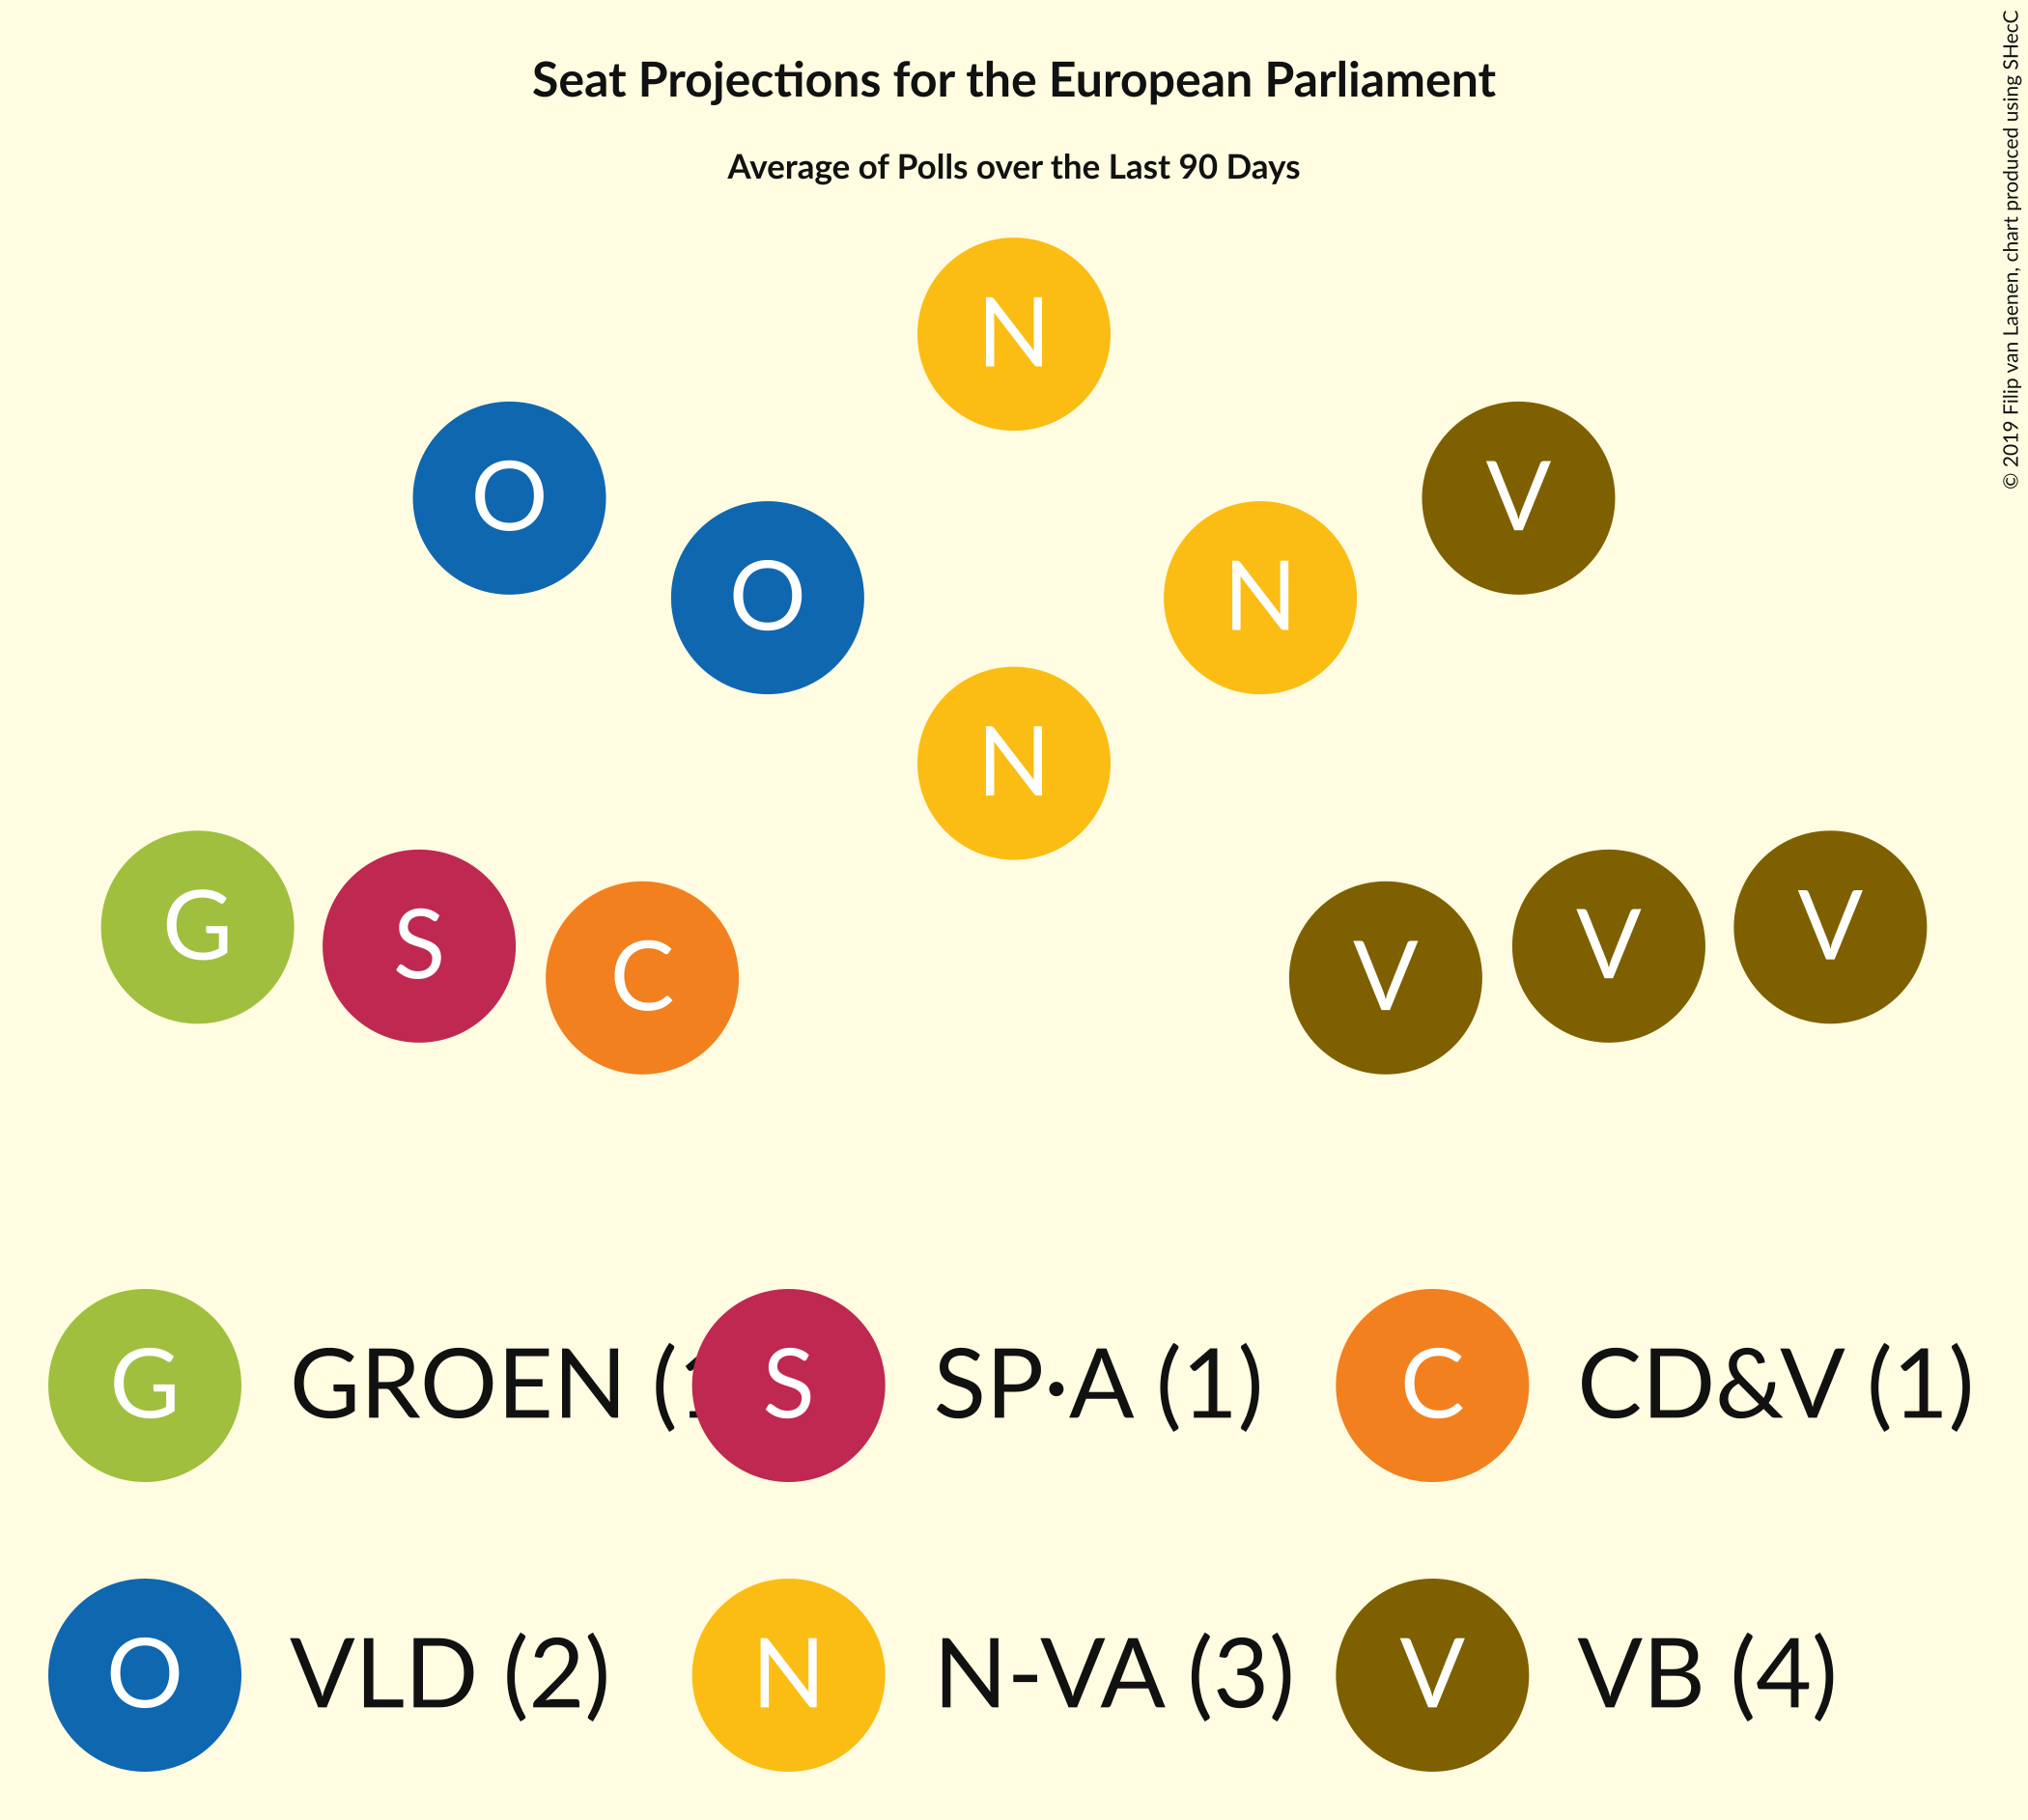 Seat Projections for the European Parliament
Average of Polls over the Last 90 Days
© 2019 Filip van Laenen, chart produced using SHecC
N
O
V
O
N
N
G
S
C
V
V
V
G GROEN (1
S SP•A (1)
C CD&V (1)
O VLD (2)
N N-VA (3)
V VB (4)